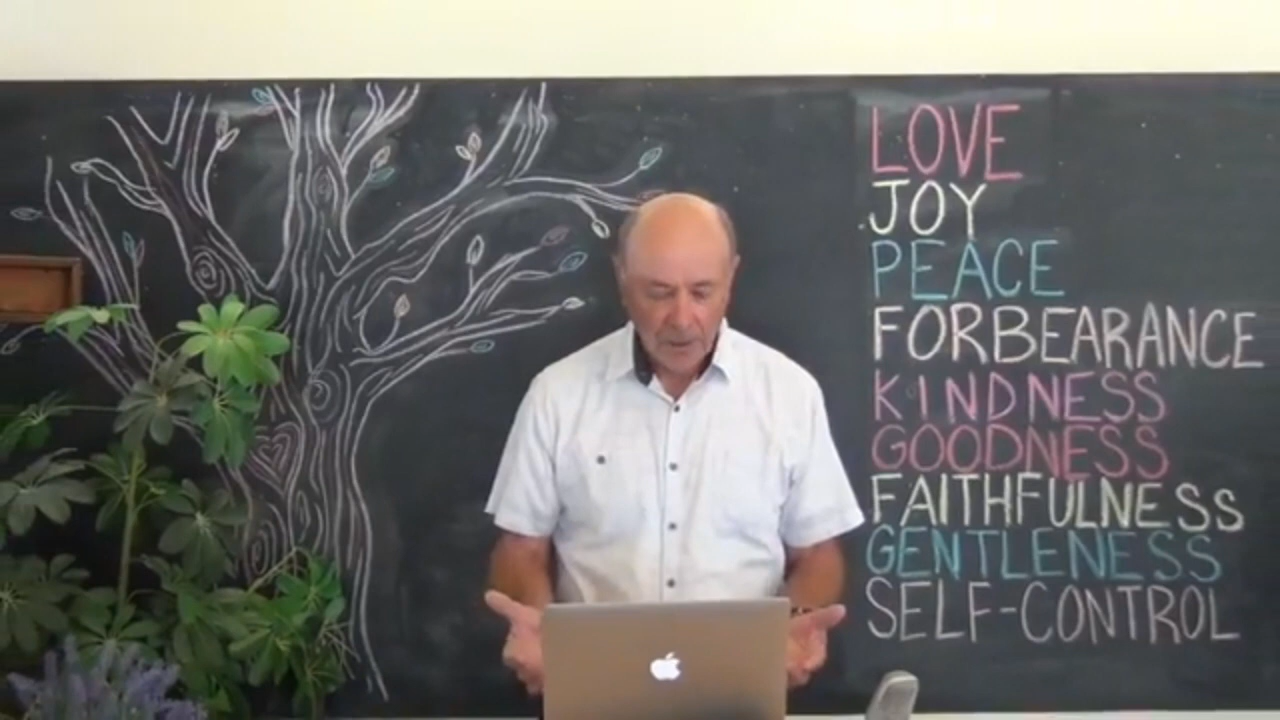 LOVE
JOY
PEACE
FORBEARANCE
KINDNESS
GOODNESS
FAITHFULNESS
GENTLENESS
SELF-CONTROL